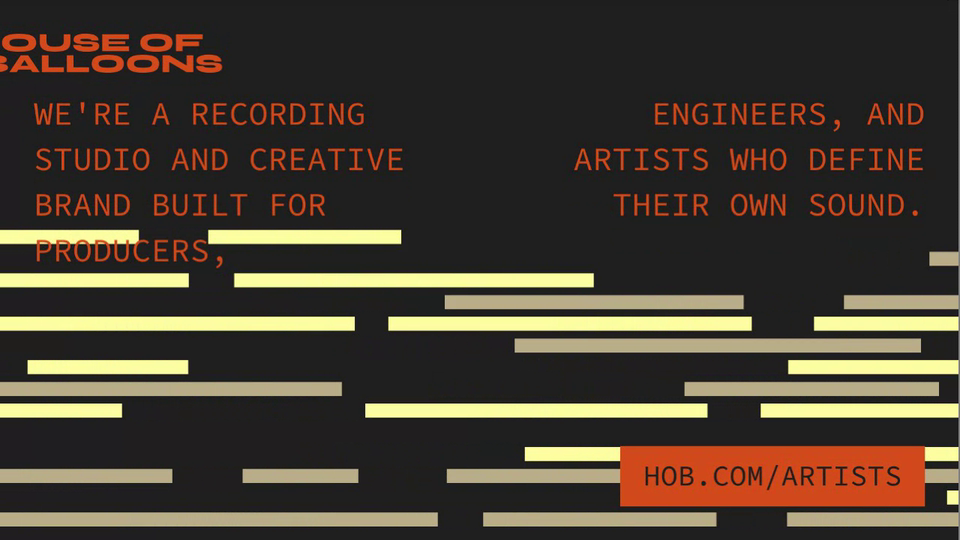 OUSE OF
BALLOONS
WE'RE A RECORDING
STUDIO AND CREATIVE
BRAND BUILT FOR
PRODUCERS,
ENGINEERS, AND
ARTISTS WHO DEFINE
THEIR OWN SOUND.
HOB.COM/ARTISTS